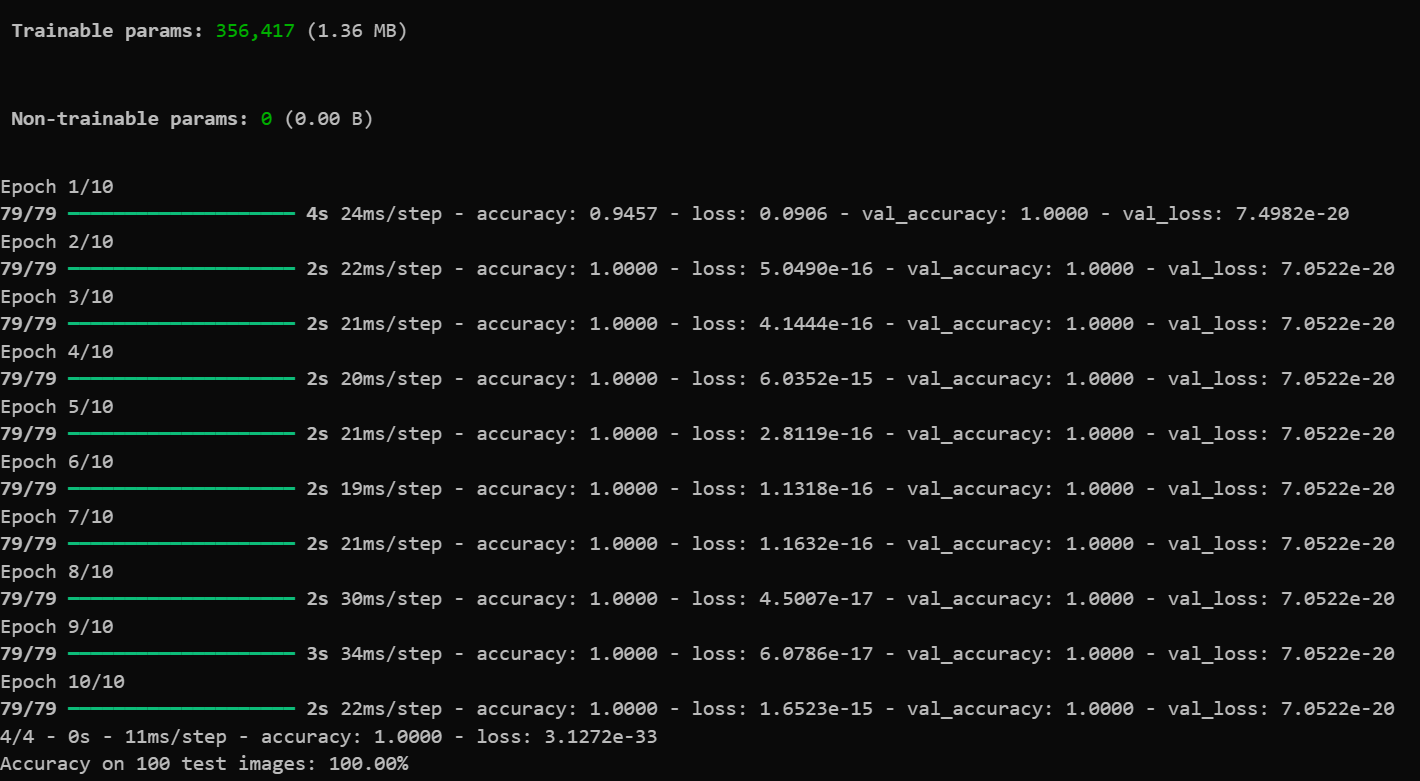 Trainable params: 356,417 (1.36 MB)
Non-trainable params: 0 (0.00 B)
Epoch 1/10
79/79 ━━━━━━━━━━━━━━━━━━━━ 4s 24ms/step - accuracy: 0.9457 - loss: 0.0906 - val_accuracy: 1.0000 - val_loss: 7.4982e-20
Epoch 2/10
79/79 ━━━━━━━━━━━━━━━━━━━━ 2s 22ms/step - accuracy: 1.0000 - loss: 5.0490e-16 - val_accuracy: 1.0000 - val_loss: 7.0522e-20
Epoch 3/10
79/79 ━━━━━━━━━━━━━━━━━━━━ 2s 21ms/step - accuracy: 1.0000 - loss: 4.1444e-16 - val_accuracy: 1.0000 - val_loss: 7.0522e-20
Epoch 4/10
79/79 ━━━━━━━━━━━━━━━━━━━━ 2s 20ms/step - accuracy: 1.0000 - loss: 6.0352e-15 - val_accuracy: 1.0000 - val_loss: 7.0522e-20
Epoch 5/10
79/79 ━━━━━━━━━━━━━━━━━━━━ 2s 21ms/step - accuracy: 1.0000 - loss: 2.8119e-16 - val_accuracy: 1.0000 - val_loss: 7.0522e-20
Epoch 6/10
79/79 ━━━━━━━━━━━━━━━━━━━━ 2s 19ms/step - accuracy: 1.0000 - loss: 1.1318e-16 - val_accuracy: 1.0000 - val_loss: 7.0522e-20
Epoch 7/10
79/79 ━━━━━━━━━━━━━━━━━━━━ 2s 21ms/step - accuracy: 1.0000 - loss: 1.1632e-16 - val_accuracy: 1.0000 - val_loss: 7.0522e-20
Epoch 8/10
79/79 ━━━━━━━━━━━━━━━━━━━━ 2s 30ms/step - accuracy: 1.0000 - loss: 4.5007e-17 - val_accuracy: 1.0000 - val_loss: 7.0522e-20
Epoch 9/10
79/79 ━━━━━━━━━━━━━━━━━━━━ 3s 34ms/step - accuracy: 1.0000 - loss: 6.0786e-17 - val_accuracy: 1.0000 - val_loss: 7.0522e-20
Epoch 10/10
79/79 ━━━━━━━━━━━━━━━━━━━━ 2s 22ms/step - accuracy: 1.0000 - loss: 1.6523e-15 - val_accuracy: 1.0000 - val_loss: 7.0522e-20
4/4 - 0s - 11ms/step - accuracy: 1.0000 - loss: 3.1272e-33
Accuracy on 100 test images: 100.00%